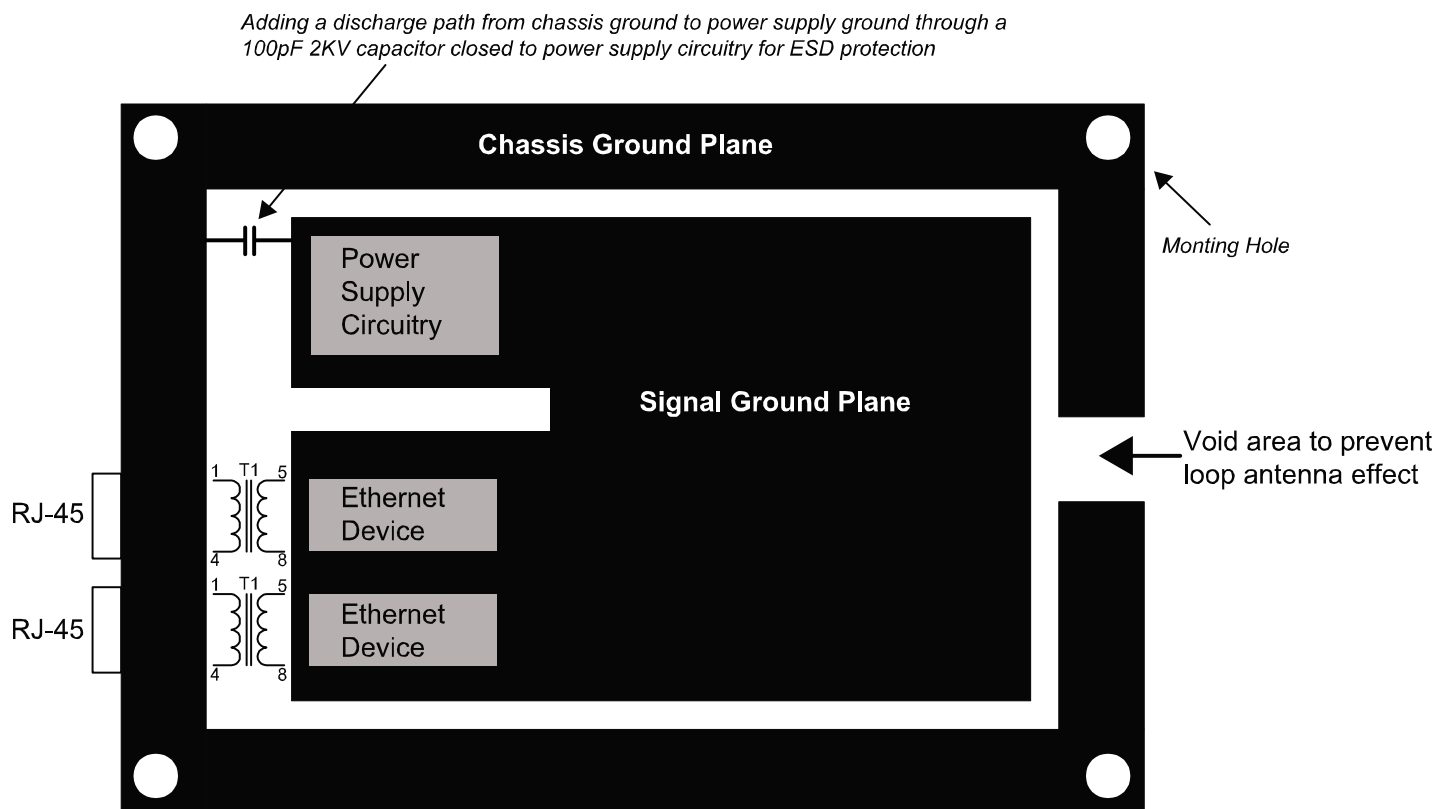 Adding a discharge path from chassis ground to power supply ground through a
100pF 2KV capacitor closed to power supply circuitry for ESD protection
Chassis Ground Plane
Monting Hole
Power
Supply
Circuitry
Signal Ground Plane
Void area to prevent
loop antenna effect
RJ-45
1 T1 5
4 8
Ethernet
Device
RJ-45
1 T1 5
4 8
Ethernet
Device